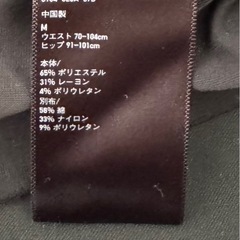 中国製
M
ウエスト 70-104cm
ヒップ 91-101cm
本体/
65% ポリエステル
31% レーヨン
4% ポリウレタン
別布/
58% 綿
33% ナイロン
9% ポリウレタン